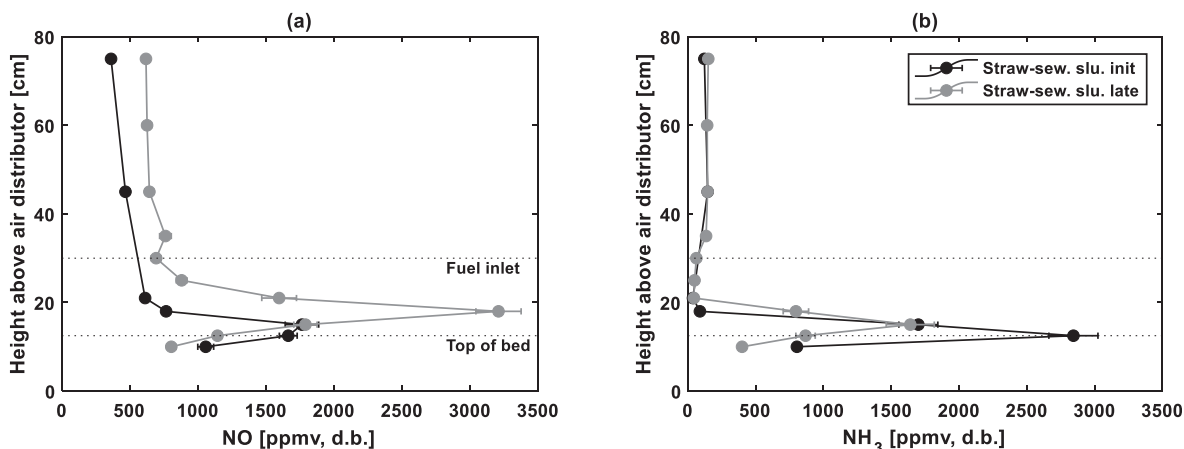 (a)
Height above air distributor [cm]
80
60
40
20
0
Fuel inlet
Top of bed
0 500 1000 1500 2000 2500 3000 3500
NO [ppmv, d.b.]
(b)
Height above air distributor [cm]
80
60
40
20
0
Straw-sew. slu. init
Straw-sew. slu. late
0 500 1000 1500 2000 2500 3000 3500
NH3 [ppmv, d.b.]